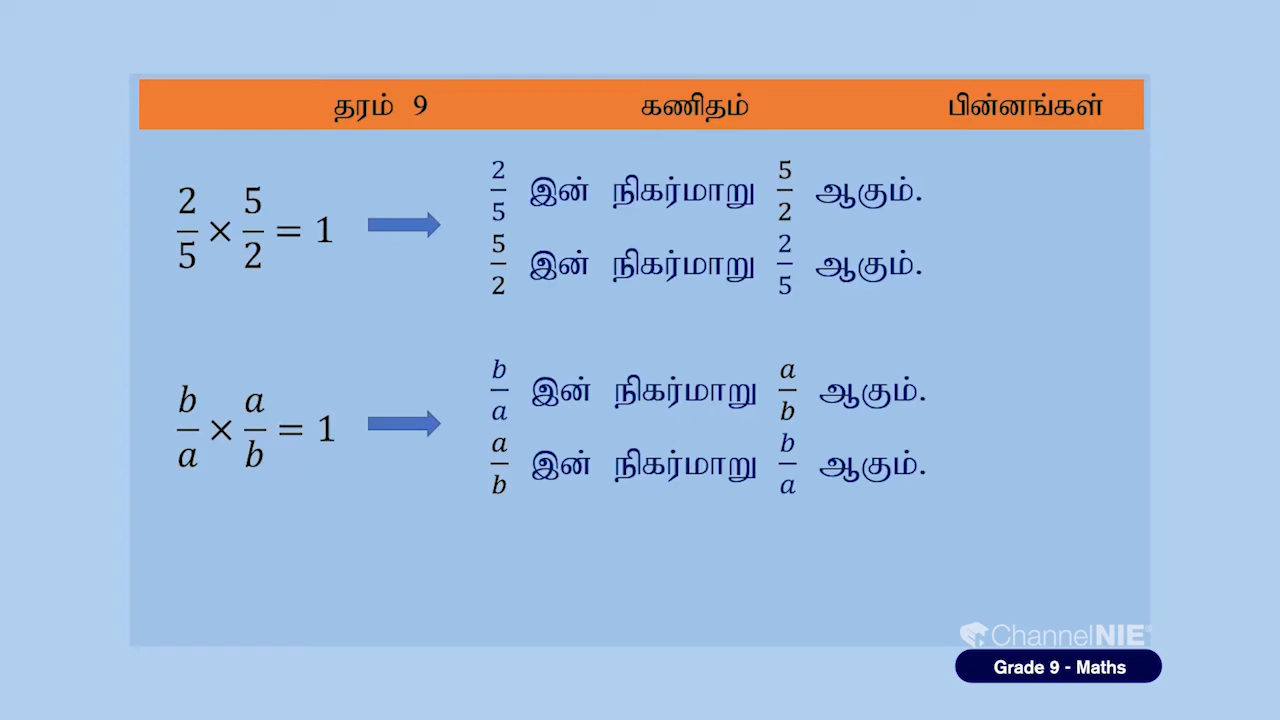 தரம் 9 கணிதம் பின்னங்கள்
2/5 × 5/2 = 1
2/5 இன் நிகர்மாறு 5/2 ஆகும்.
5/2 இன் நிகர்மாறு 2/5 ஆகும்.
b/a × a/b = 1
b/a இன் நிகர்மாறு a/b ஆகும்.
a/b இன் நிகர்மாறு b/a ஆகும்.
ChannelNIE
Grade 9 - Maths